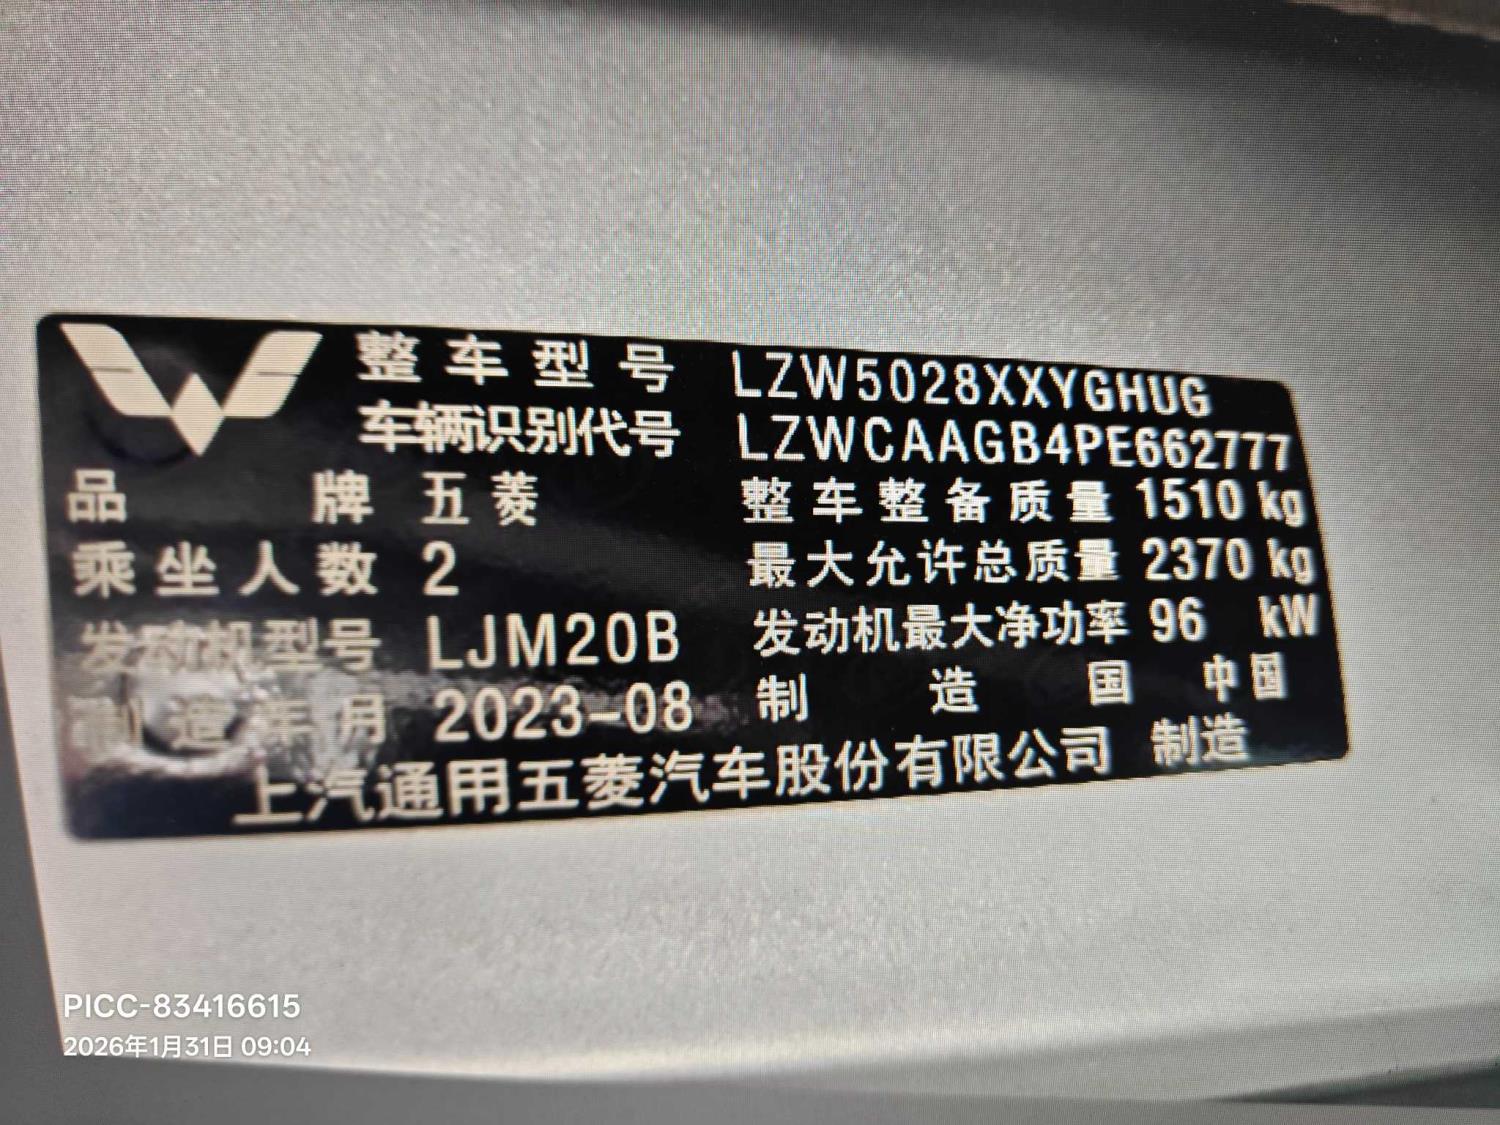 整车型号 LZW5028XXYGHUG
车辆识别代号 LZWCAAGB4PE662777
品牌 五菱 整车整备质量 1510 kg
乘坐人数 2 最大允许总质量 2370 kg
发动机型号 LJM20B 发动机最大净功率 96 kW
制造年月 2023-08 制造国 中国
上汽通用五菱汽车股份有限公司 制造
PICC-83416615
2026年1月31日 09:04